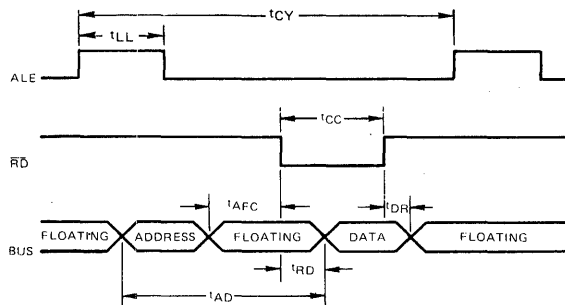 tCY
tLL
ALE
tCC
RD
tAFC
tDR
BUS FLOATING ADDRESS FLOATING DATA FLOATING
tRD
tAD